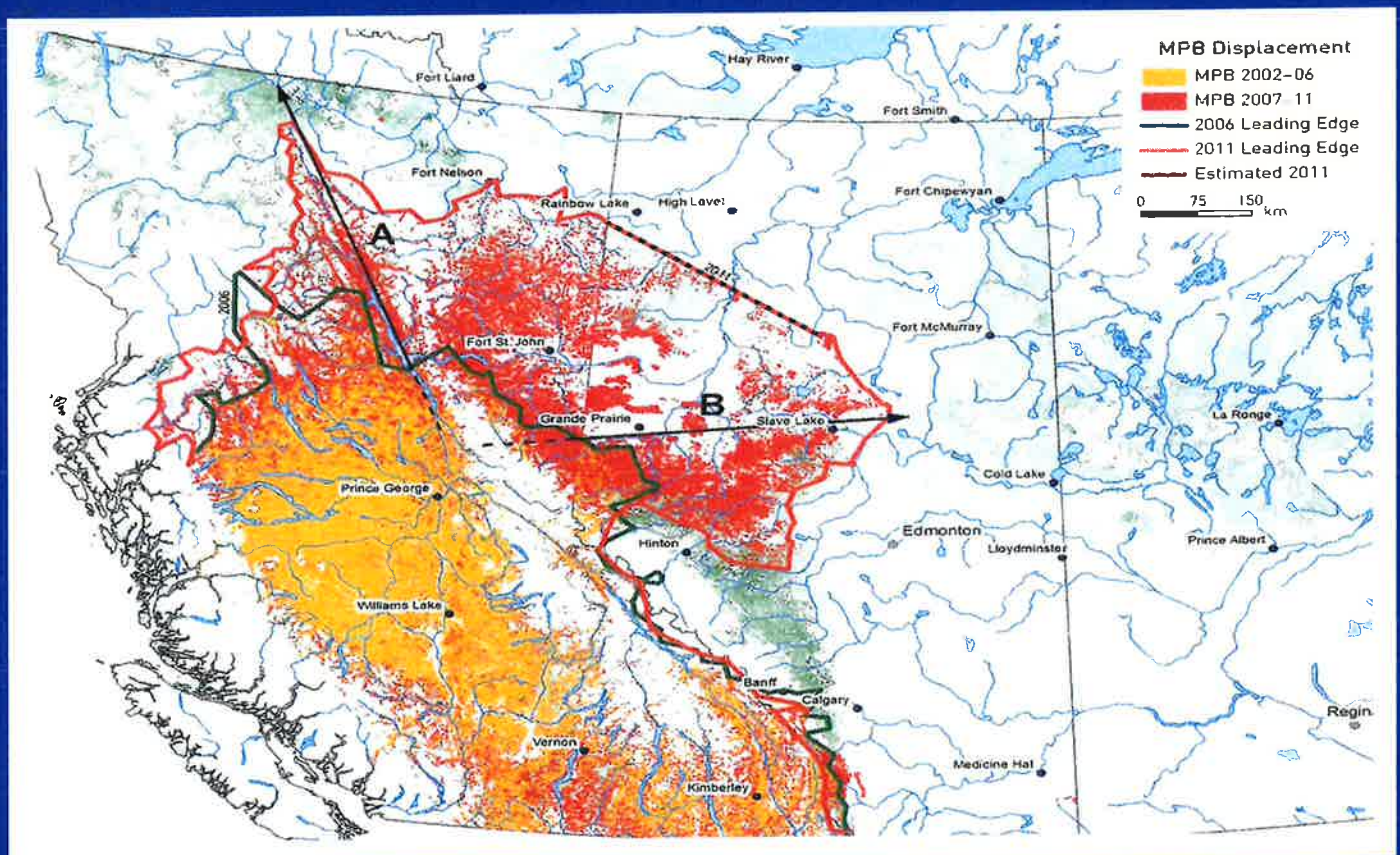 MPB Displacement
MPB 2002-06
MPB 2007 11
2006 Leading Edge
2011 Leading Edge
Estimated 2011
0 75 150 km
Hay River
Fort Liard
Fort Smith
Fort Nelson
Fort Chipewyan
Rainbow Lake
High Level
A
2011
2006
Fort McMurray
Fort St. John
B
Grande Prairie
Slave Lake
La Ronge
Cold Lake
Prince George
Edmonton
Hinton
Lloydminster
Prince Albert
Williams Lake
Banff
Calgary
Regin
Vernon
Medicine Hat
Kimberley